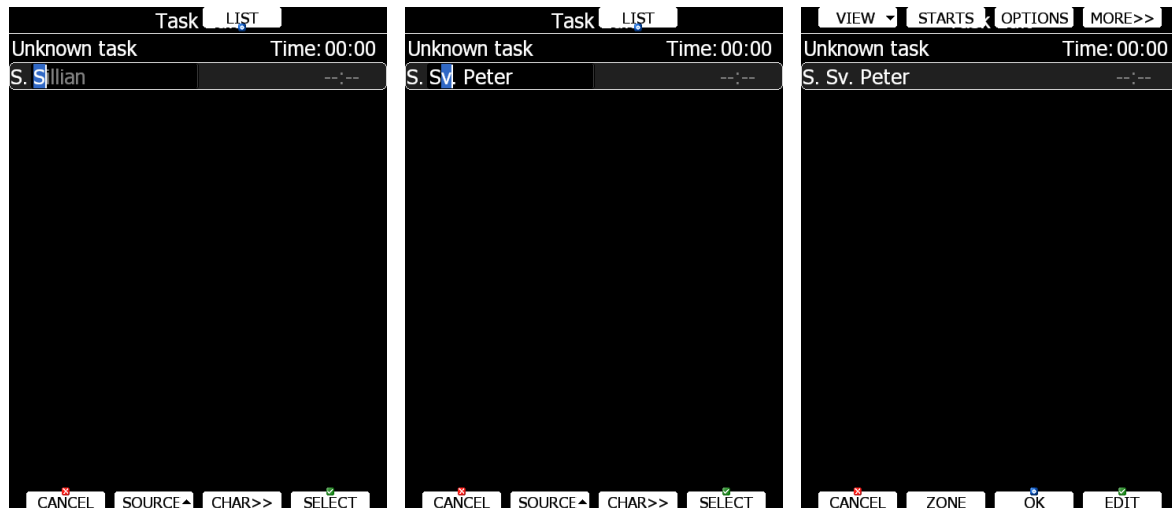 Task LIST
Unknown task Time: 00:00
S. Sillian --:--
CANCEL SOURCE CHAR>> SELECT
Task LIST
Unknown task Time: 00:00
S. Sv. Peter --:--
CANCEL SOURCE CHAR>> SELECT
VIEW STARTS OPTIONS MORE>>
Unknown task Time: 00:00
S. Sv. Peter --:--
CANCEL ZONE OK EDIT